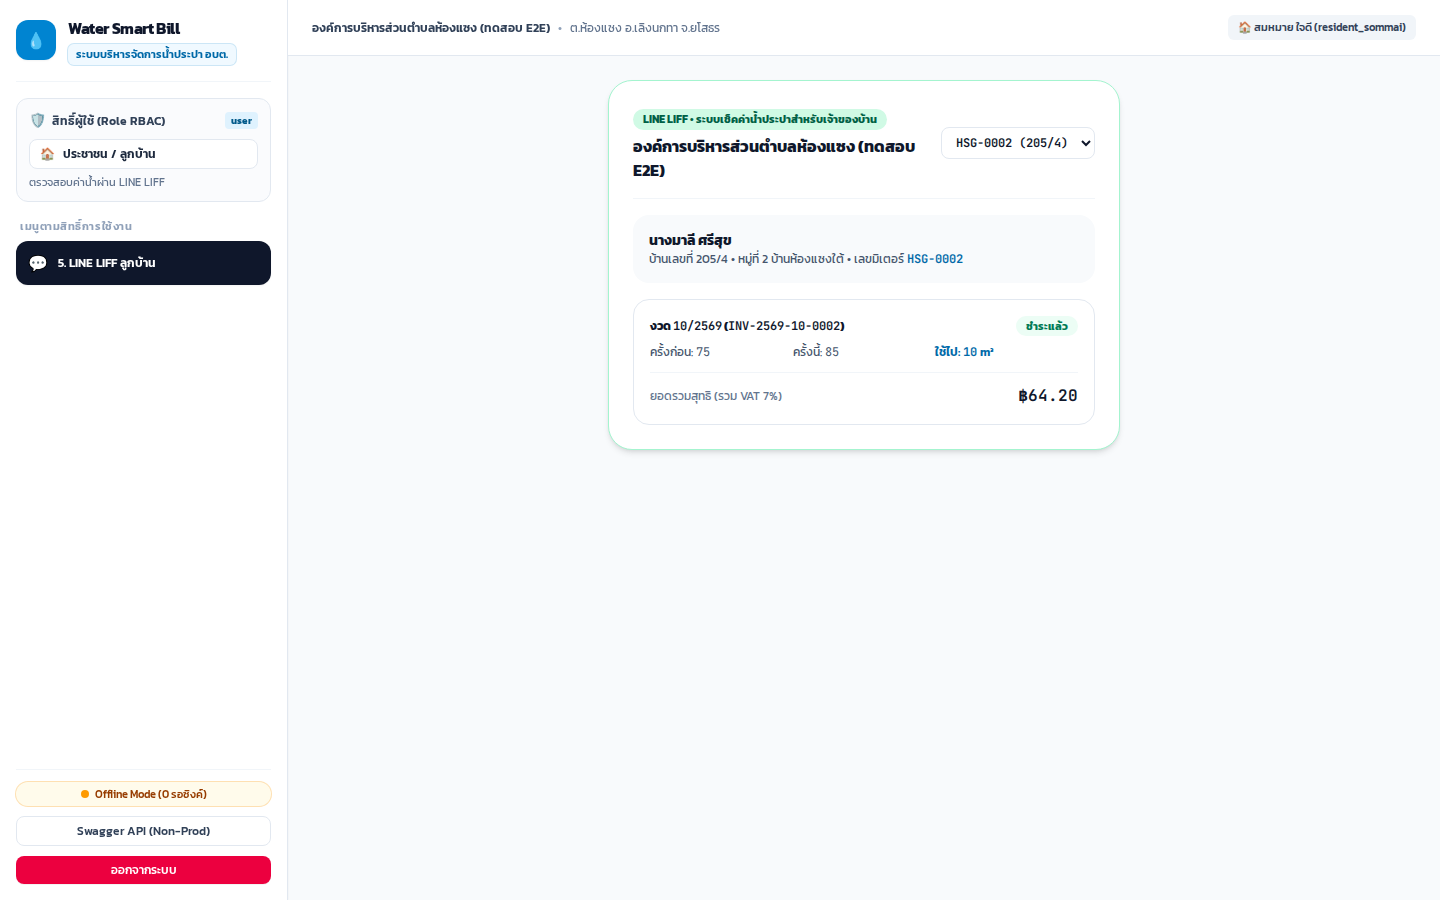 Water Smart Bill
ระบบบริหารจัดการน้ำประปา อบต.
สิทธิ์ผู้ใช้ (Role RBAC)
user
ประชาชน / ลูกบ้าน
ตรวจสอบค่าน้ำผ่าน LINE LIFF
เมนูตามสิทธิ์การใช้งาน
5. LINE LIFF ลูกบ้าน
Offline Mode (0 รอซิงค์)
Swagger API (Non-Prod)
ออกจากระบบ
องค์การบริหารส่วนตำบลห้องแซง (ทดสอบ E2E) • ต.ห้องแซง อ.เลิงนกทา จ.ยโสธร
สมหมาย ใจดี (resident_sommai)
LINE LIFF • ระบบเช็คค่าน้ำประปาสำหรับเจ้าของบ้าน
องค์การบริหารส่วนตำบลห้องแซง (ทดสอบ
E2E)
HSG-0002 (205/4)
นางมาลี ศรีสุข
บ้านเลขที่ 205/4 • หมู่ที่ 2 บ้านห้องแซงใต้ • เลขมิเตอร์ HSG-0002
งวด 10/2569 (INV-2569-10-0002)
ชำระแล้ว
ครั้งก่อน: 75
ครั้งนี้: 85
ใช้ไป: 10 m³
ยอดรวมสุทธิ (รวม VAT 7%)
฿64.20